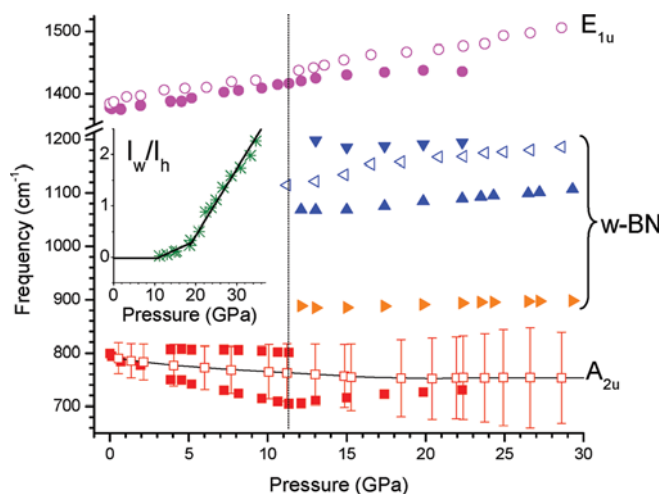 1500
1400
1200
1100
1000
900
800
700
Frequency (cm⁻¹)
E1u
w-BN
A2u
Iw/Ih
2
1
0
0 10 20 30
Pressure (GPa)
0 5 10 15 20 25 30
Pressure (GPa)